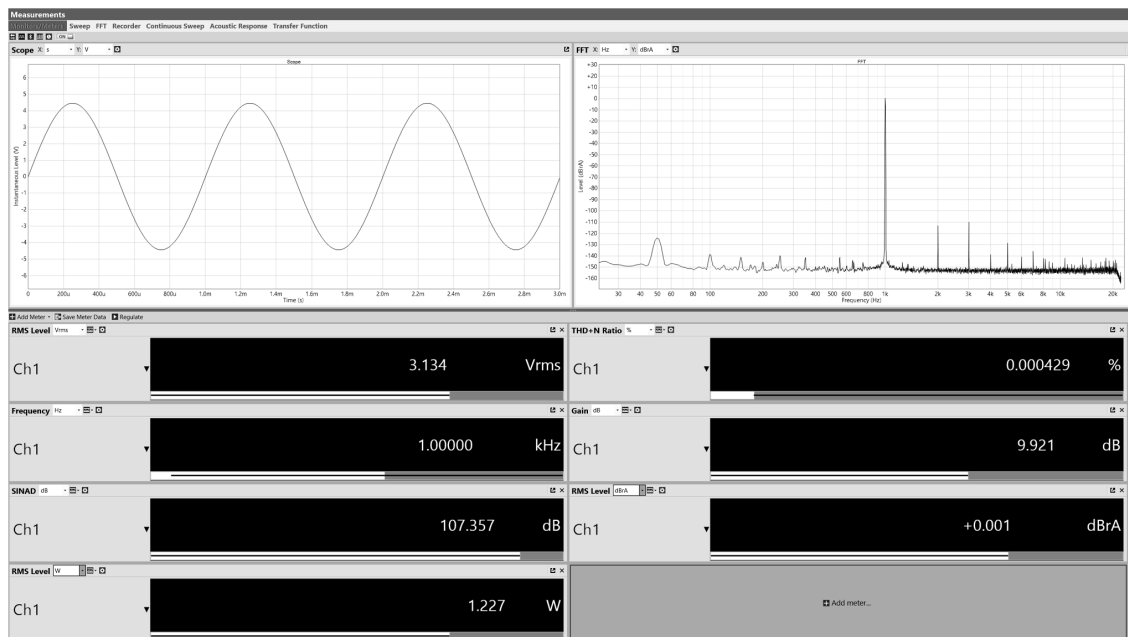 Measurements
Monitors/Meters Sweep FFT Recorder Continuous Sweep Acoustic Response Transfer Function
ON
Scope X: s Y: V
Scope
Instantaneous Level (V)
6
5
4
3
2
1
0
-1
-2
-3
-4
-5
-6
0 200u 400u 600u 800u 1.0m 1.2m 1.4m 1.6m 1.8m 2.0m 2.2m 2.4m 2.6m 2.8m 3.0m
Time (s)
FFT X: Hz Y: dBrA
FFT
Level (dBrA)
+30
+20
+10
0
-10
-20
-30
-40
-50
-60
-70
-80
-90
-100
-110
-120
-130
-140
-150
-160
30 40 50 60 80 100 200 300 400 500 600 800 1k 2k 3k 4k 5k 6k 8k 10k 20k
Frequency (Hz)
Add Meter Save Meter Data Regulate
RMS Level Vrms
Ch1 3.134 Vrms
THD+N Ratio %
Ch1 0.000429 %
Frequency Hz
Ch1 1.00000 kHz
Gain dB
Ch1 9.921 dB
SINAD dB
Ch1 107.357 dB
RMS Level dBrA
Ch1 +0.001 dBrA
RMS Level W
Ch1 1.227 W
Add meter...